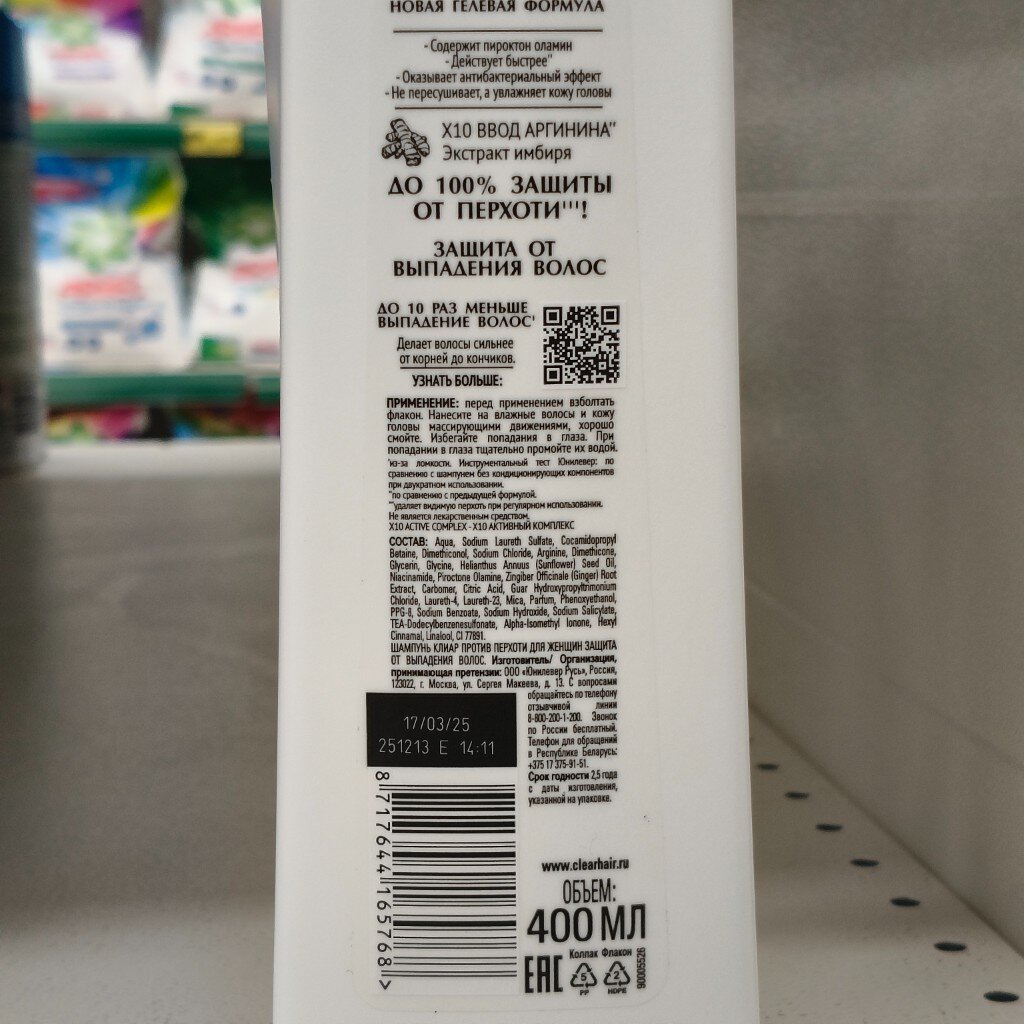 НОВАЯ ГЕЛЕВАЯ ФОРМУЛА
- Содержит пироктон оламин
- Действует быстрее''
- Оказывает антибактериальный эффект
- Не пересушивает, а увлажняет кожу головы
X10 ВВОД АРГИНИНА''
Экстракт имбиря
ДО 100% ЗАЩИТЫ
ОТ ПЕРХОТИ'''!
ЗАЩИТА ОТ
ВЫПАДЕНИЯ ВОЛОС
ДО 10 РАЗ МЕНЬШЕ
ВЫПАДЕНИЕ ВОЛОС'
Делает волосы сильнее
от корней до кончиков.
УЗНАТЬ БОЛЬШЕ:
ПРИМЕНЕНИЕ: перед применением взболтать
флакон. Нанесите на влажные волосы и кожу
головы массирующими движениями, хорошо
смойте. Избегайте попадания в глаза. При
попадании в глаза тщательно промойте их водой.
'из-за ломкости. Инструментальный тест Юнилевер: по
сравнению с шампунем без кондиционирующих компонентов
при двукратном использовании.
''по сравнению с предыдущей формулой.
'''удаляет видимую перхоть при регулярном использовании.
Не является лекарственным средством.
X10 ACTIVE COMPLEX - X10 АКТИВНЫЙ КОМПЛЕКС
СОСТАВ: Aqua, Sodium Laureth Sulfate, Cocamidopropyl
Betaine, Dimethiconol, Sodium Chloride, Arginine, Dimethicone,
Glycerin, Glycine, Helianthus Annuus (Sunflower) Seed Oil,
Niacinamide, Piroctone Olamine, Zingiber Officinale (Ginger) Root
Extract, Carbomer, Citric Acid, Guar Hydroxypropyltrimonium
Chloride, Laureth-4, Laureth-23, Mica, Parfum, Phenoxyethanol,
PPG-8, Sodium Benzoate, Sodium Hydroxide, Sodium Salicylate,
TEA-Dodecylbenzenesulfonate, Alpha-Isomethyl Ionone, Hexyl
Cinnamal, Linalool, CI 77891.
ШАМПУНЬ КЛИАР ПРОТИВ ПЕРХОТИ ДЛЯ ЖЕНЩИН ЗАЩИТА
ОТ ВЫПАДЕНИЯ ВОЛОС. Изготовитель/ Организация,
принимающая претензии: ООО «Юнилевер Русь», Россия,
123022, г. Москва, ул. Сергея Макеева, д. 13. С вопросами
обращайтесь по телефону
отзывчивой линии
8-800-200-1-200. Звонок
по России бесплатный.
Телефон для обращений
в Республике Беларусь:
+375 17 375-91-51.
Срок годности 2,5 года
с даты изготовления,
указанной на упаковке.
17/03/25
251213 E 14:11
8 717644 165768 >
www.clearhair.ru
ОБЪЕМ:
400 МЛ
EAC
Колпак Флакон
5 2
PP HDPE
90005526